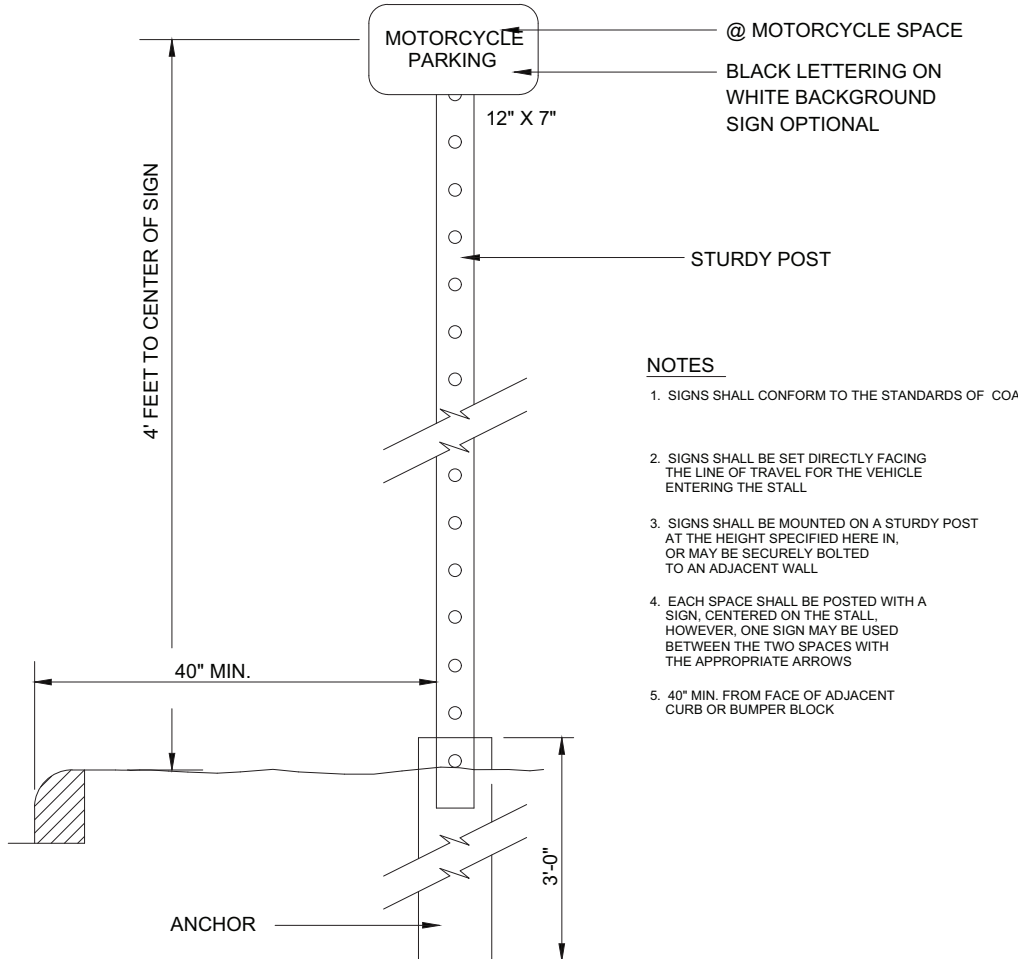 MOTORCYCLE
PARKING
@ MOTORCYCLE SPACE
BLACK LETTERING ON
WHITE BACKGROUND
SIGN OPTIONAL
12" X 7"
4' FEET TO CENTER OF SIGN
STURDY POST
NOTES
1. SIGNS SHALL CONFORM TO THE STANDARDS OF COA
2. SIGNS SHALL BE SET DIRECTLY FACING
THE LINE OF TRAVEL FOR THE VEHICLE
ENTERING THE STALL
3. SIGNS SHALL BE MOUNTED ON A STURDY POST
AT THE HEIGHT SPECIFIED HERE IN,
OR MAY BE SECURELY BOLTED
TO AN ADJACENT WALL
4. EACH SPACE SHALL BE POSTED WITH A
SIGN, CENTERED ON THE STALL,
HOWEVER, ONE SIGN MAY BE USED
BETWEEN THE TWO SPACES WITH
THE APPROPRIATE ARROWS
5. 40" MIN. FROM FACE OF ADJACENT
CURB OR BUMPER BLOCK
40" MIN.
3'-0"
ANCHOR